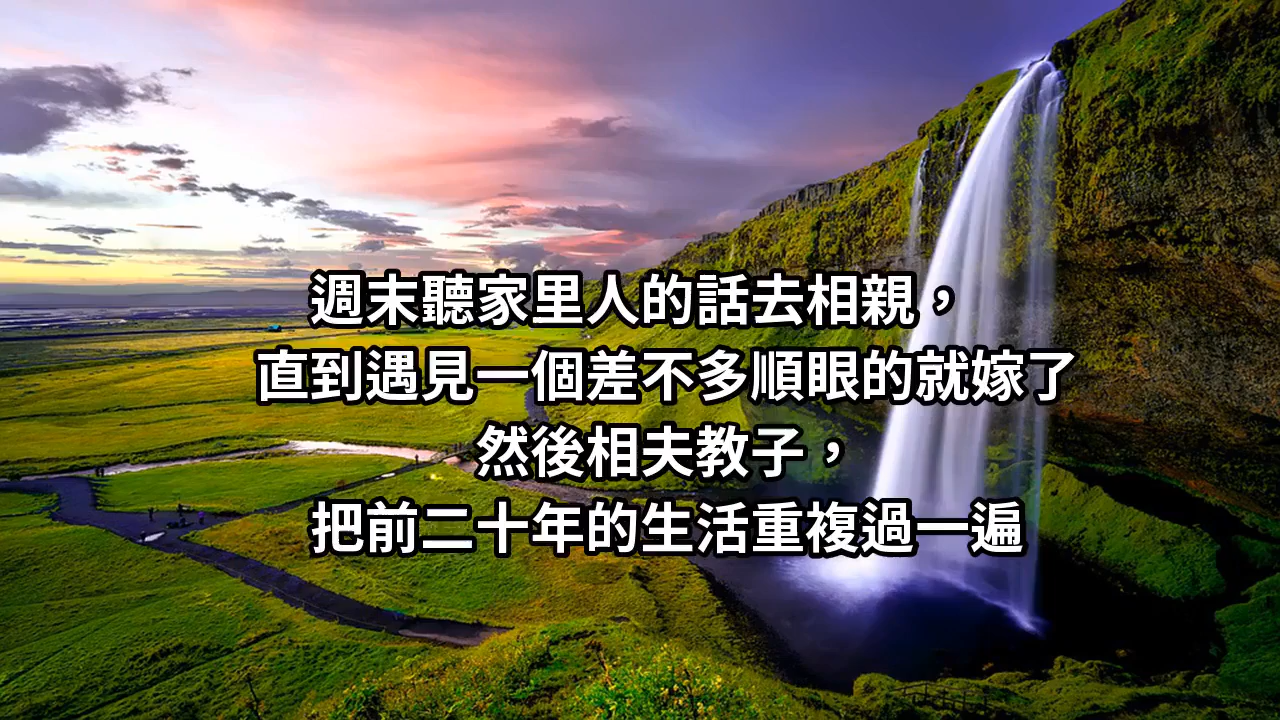 週末聽家里人的話去相親，
直到遇見一個差不多順眼的就嫁了
然後相夫教子，
把前二十年的生活重複過一遍